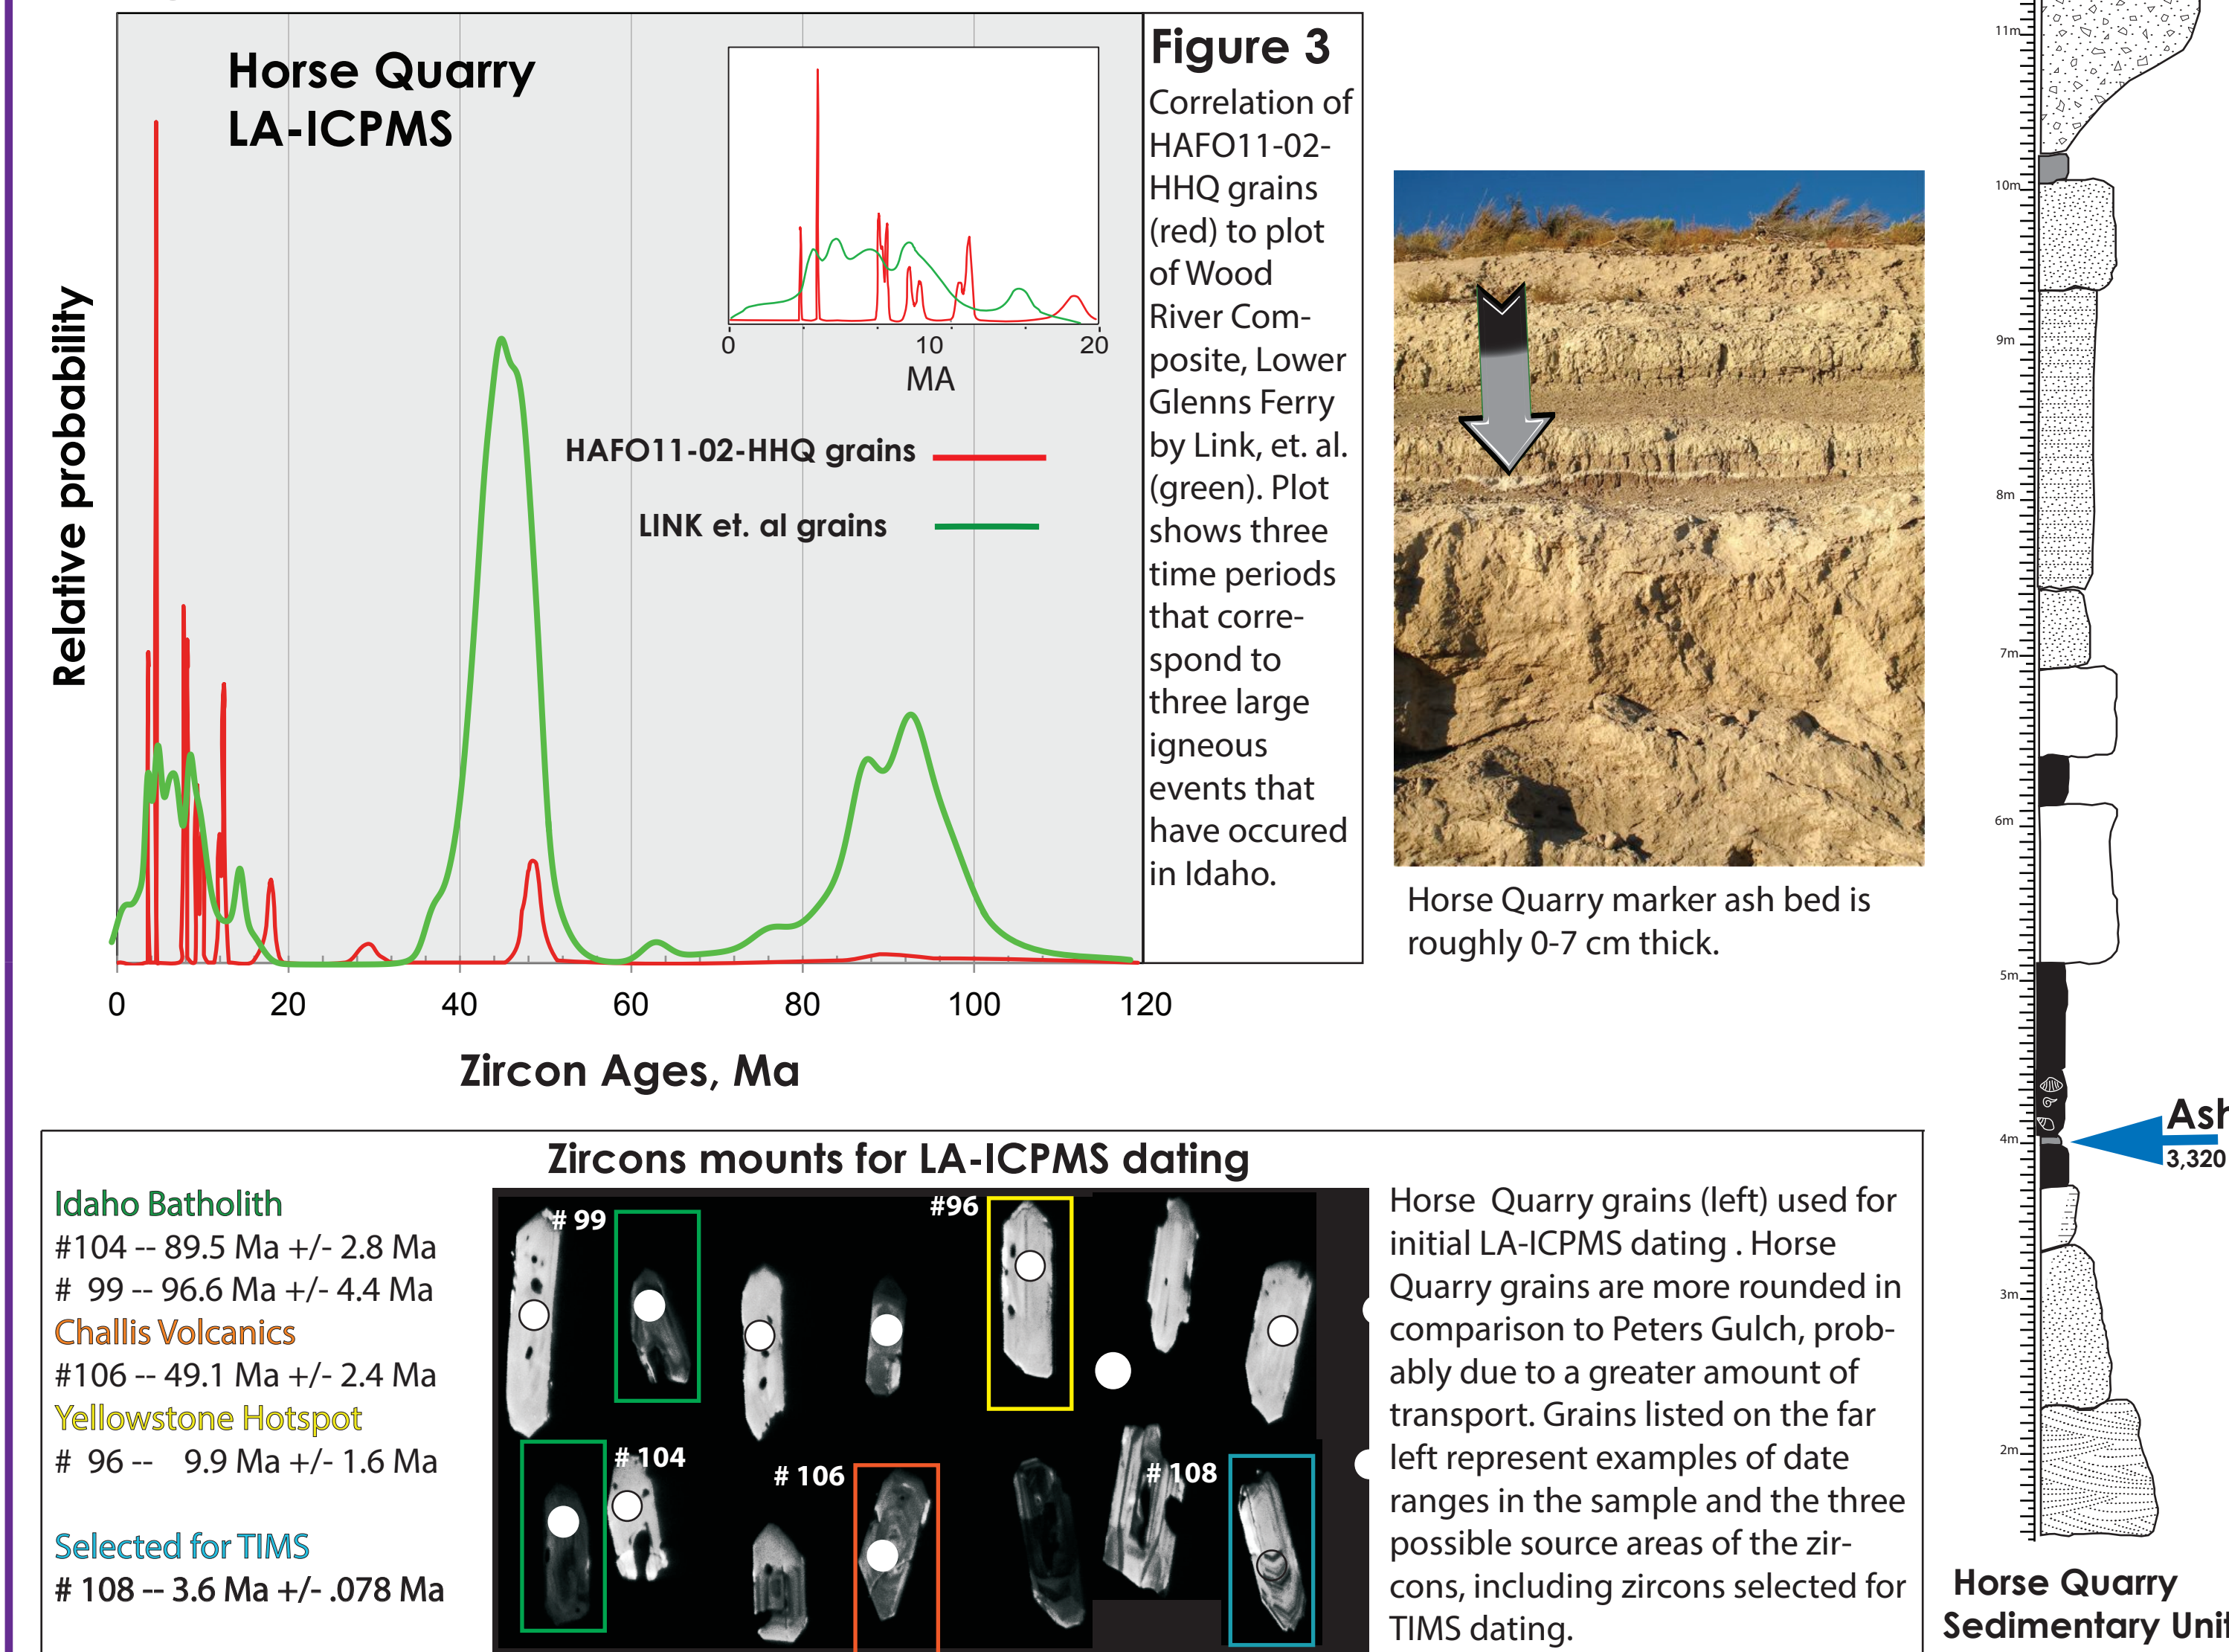 Horse Quarry
LA-ICPMS
Relative probability
0
10
20
MA
HAFO11-02-HHQ grains
LINK et. al grains
0
20
40
60
80
100
120
Zircon Ages, Ma
Figure 3
Correlation of
HAFO11-02-
HHQ grains
(red) to plot
of Wood
River Com-
posite, Lower
Glenns Ferry
by Link, et. al.
(green). Plot
shows three
time periods
that corre-
spond to
three large
igneous
events that
have occured
in Idaho.
Horse Quarry marker ash bed is
roughly 0-7 cm thick.
11m
10m
9m
8m
7m
6m
5m
4m
3m
2m
Ash
3,320
Horse Quarry
Sedimentary Unit
Zircons mounts for LA-ICPMS dating
Idaho Batholith
#104 -- 89.5 Ma +/- 2.8 Ma
# 99 -- 96.6 Ma +/- 4.4 Ma
Challis Volcanics
#106 -- 49.1 Ma +/- 2.4 Ma
Yellowstone Hotspot
# 96 -- 9.9 Ma +/- 1.6 Ma
Selected for TIMS
# 108 -- 3.6 Ma +/- .078 Ma
# 99
#96
# 104
# 106
# 108
Horse Quarry grains (left) used for
initial LA-ICPMS dating . Horse
Quarry grains are more rounded in
comparison to Peters Gulch, prob-
ably due to a greater amount of
transport. Grains listed on the far
left represent examples of date
ranges in the sample and the three
possible source areas of the zir-
cons, including zircons selected for
TIMS dating.